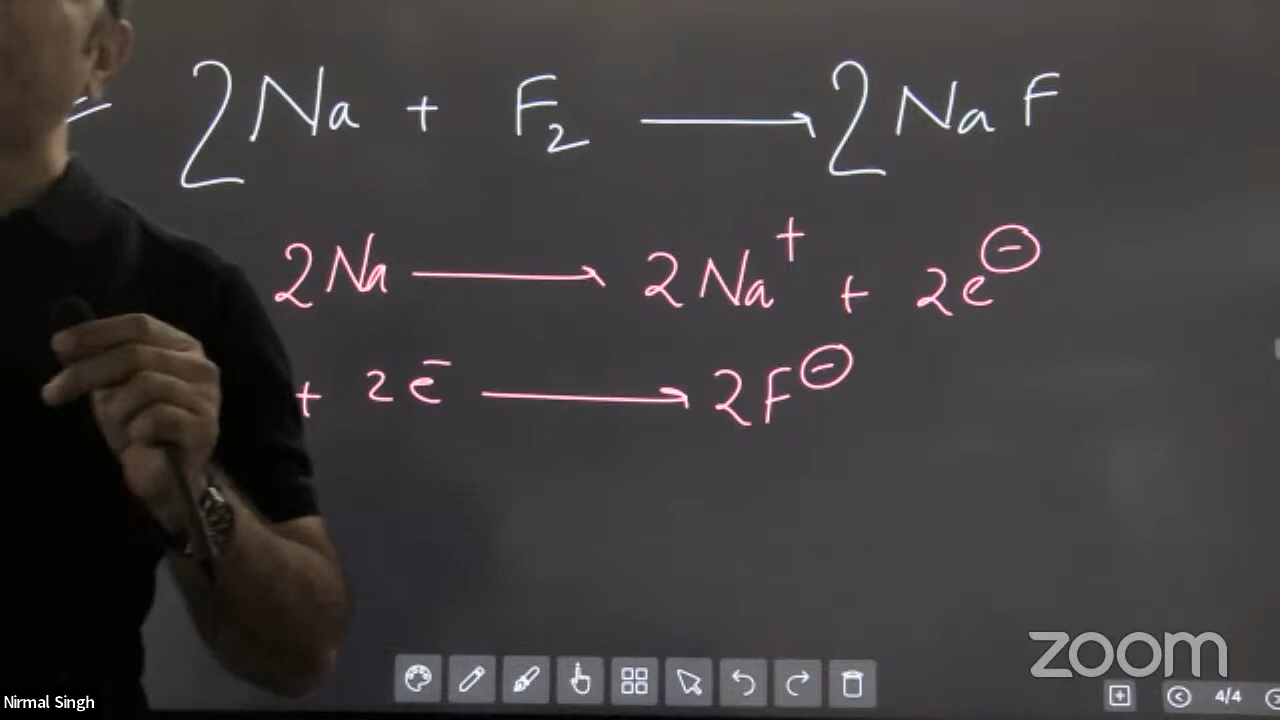 2Na + F₂ ⟶ 2NaF
2Na ⟶ 2Na⁺ + 2e⊖
+ 2e⁻ ⟶ 2F⊖
zoom
4/4
Nirmal Singh